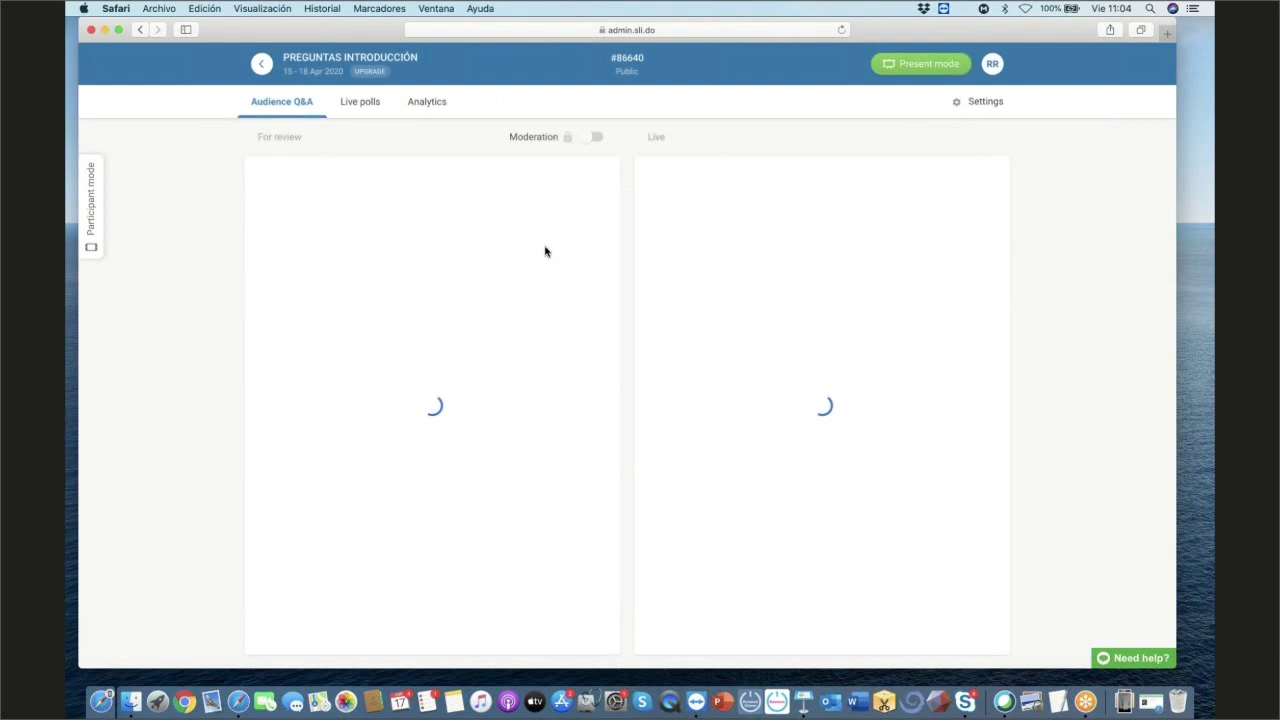 Safari Archivo Edición Visualización Historial Marcadores Ventana Ayuda 100% Vie 11:04
admin.sli.do
PREGUNTAS INTRODUCCIÓN
15 - 18 Apr 2020 UPGRADE
#86640
Public
Present mode
RR
Audience Q&A Live polls Analytics Settings
For review Moderation Live
Participant mode
Need help?
17